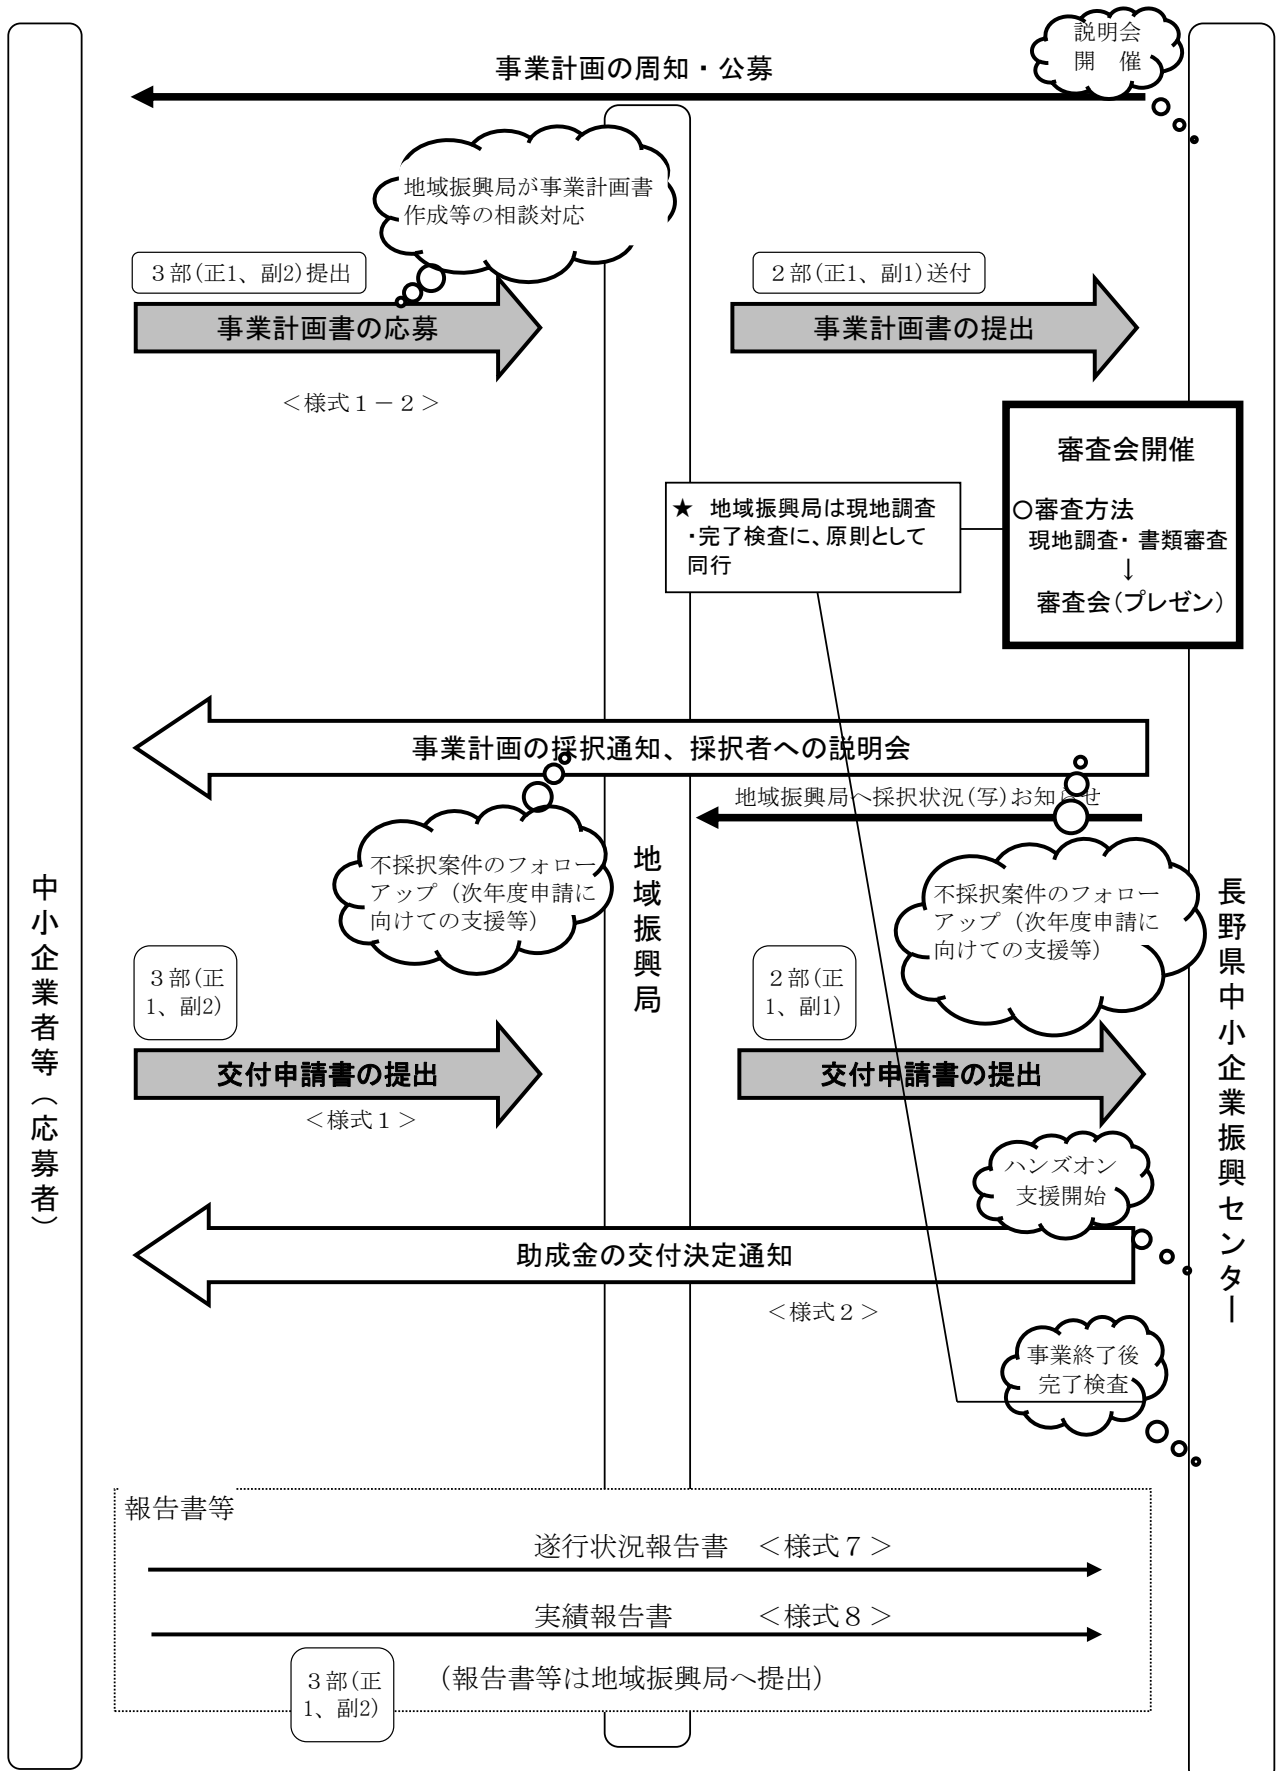 説明会
開　催
事業計画の周知・公募
地域振興局が事業計画書
作成等の相談対応
３部(正1、副2)提出
２部(正1、副1)送付
事業計画書の応募
事業計画書の提出
＜様式１－２＞
審査会開催
○審査方法
現地調査・書類審査
↓
審査会（プレゼン）
★　地域振興局は現地調査
・完了検査に、原則として
同行
事業計画の採択通知、採択者への説明会
地域振興局へ採択状況(写)お知らせ
不採択案件のフォロー
アップ（次年度申請に
向けての支援等）
不採択案件のフォロー
アップ（次年度申請に
向けての支援等）
中小企業者等（応募者）
地域振興局
長野県中小企業振興センター
３部(正
1、副2)
２部(正
1、副1)
交付申請書の提出
交付申請書の提出
＜様式１＞
ハンズオン
支援開始
助成金の交付決定通知
＜様式２＞
事業終了後
完了検査
報告書等
遂行状況報告書　＜様式７＞
実績報告書　　　＜様式８＞
３部(正
1、副2)
（報告書等は地域振興局へ提出）